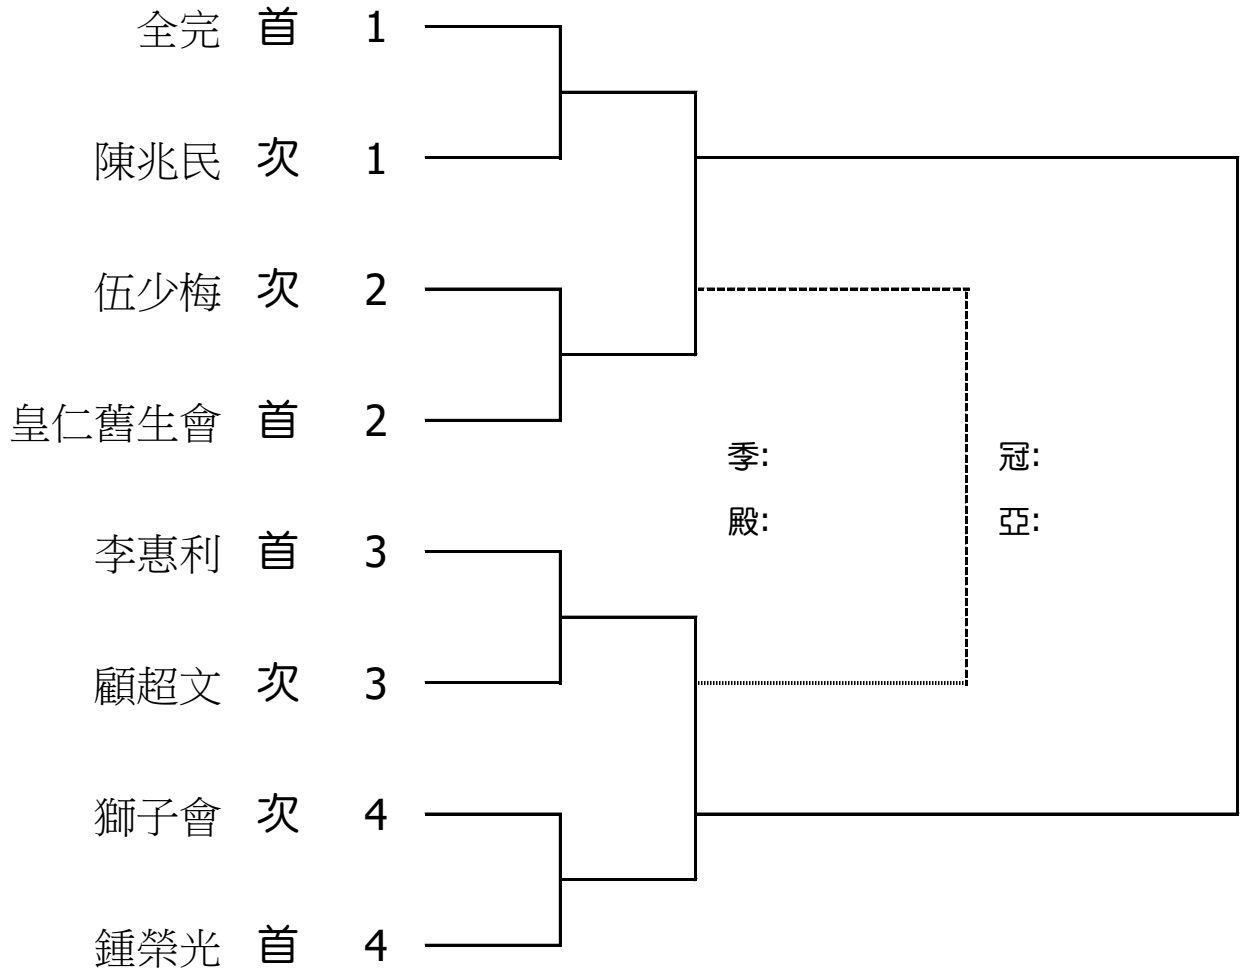 全完 首 1
陳兆民 次 1
伍少梅 次 2
皇仁舊生會 首 2
季: 冠:
殿: 亞:
李惠利 首 3
顧超文 次 3
獅子會 次 4
鍾榮光 首 4